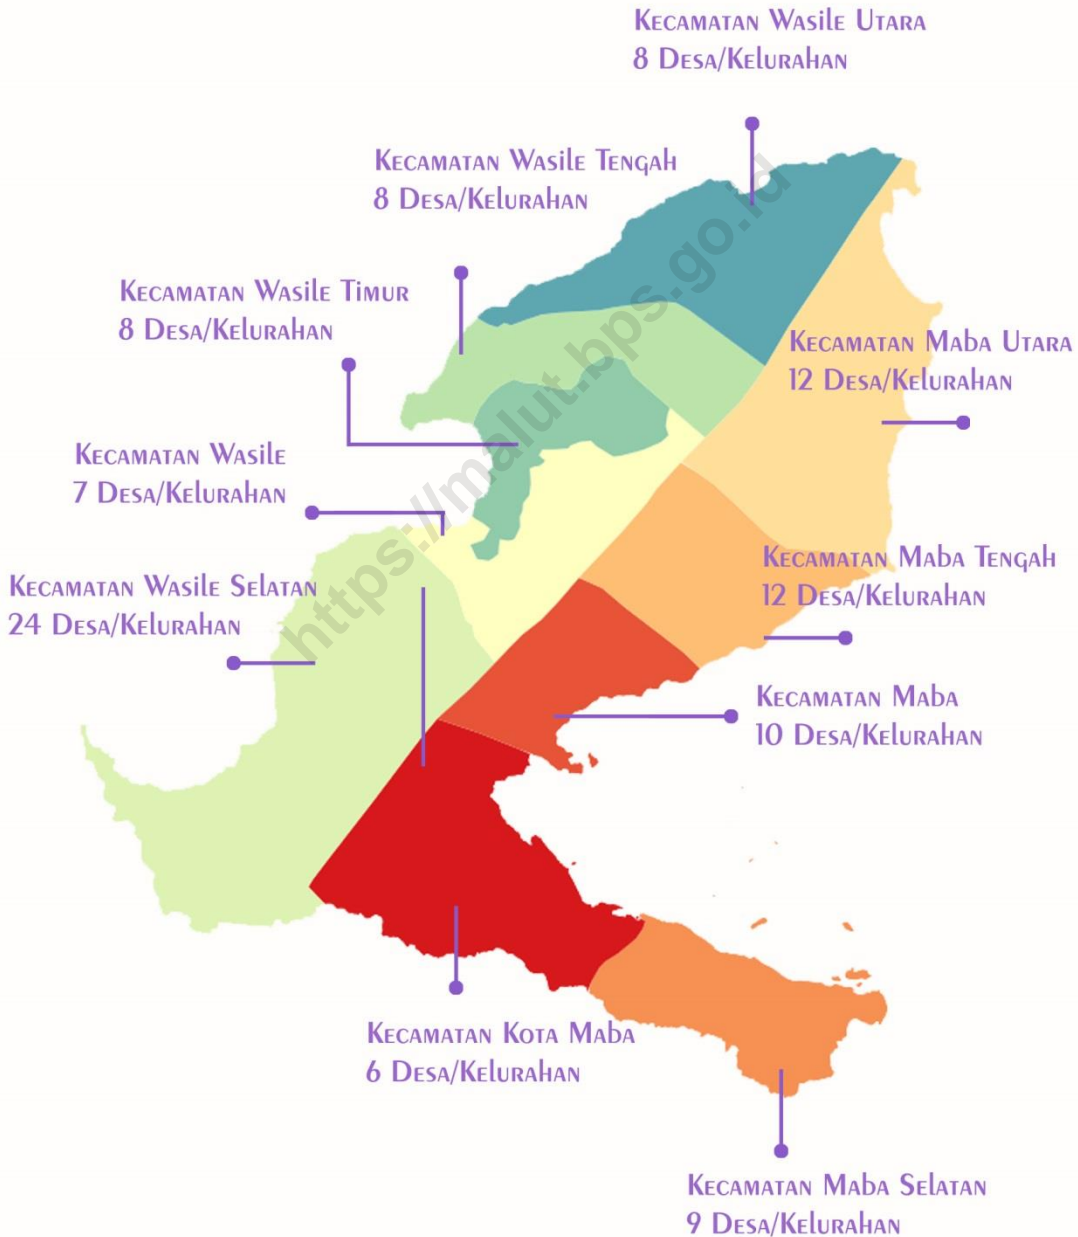 Kecamatan Wasile Utara
8 Desa/Kelurahan
Kecamatan Wasile Tengah
8 Desa/Kelurahan
Kecamatan Wasile Timur
8 Desa/Kelurahan
Kecamatan Maba Utara
12 Desa/Kelurahan
Kecamatan Wasile
7 Desa/Kelurahan
Kecamatan Maba Tengah
12 Desa/Kelurahan
Kecamatan Wasile Selatan
24 Desa/Kelurahan
Kecamatan Maba
10 Desa/Kelurahan
Kecamatan Kota Maba
6 Desa/Kelurahan
Kecamatan Maba Selatan
9 Desa/Kelurahan
https://malut.bps.go.id